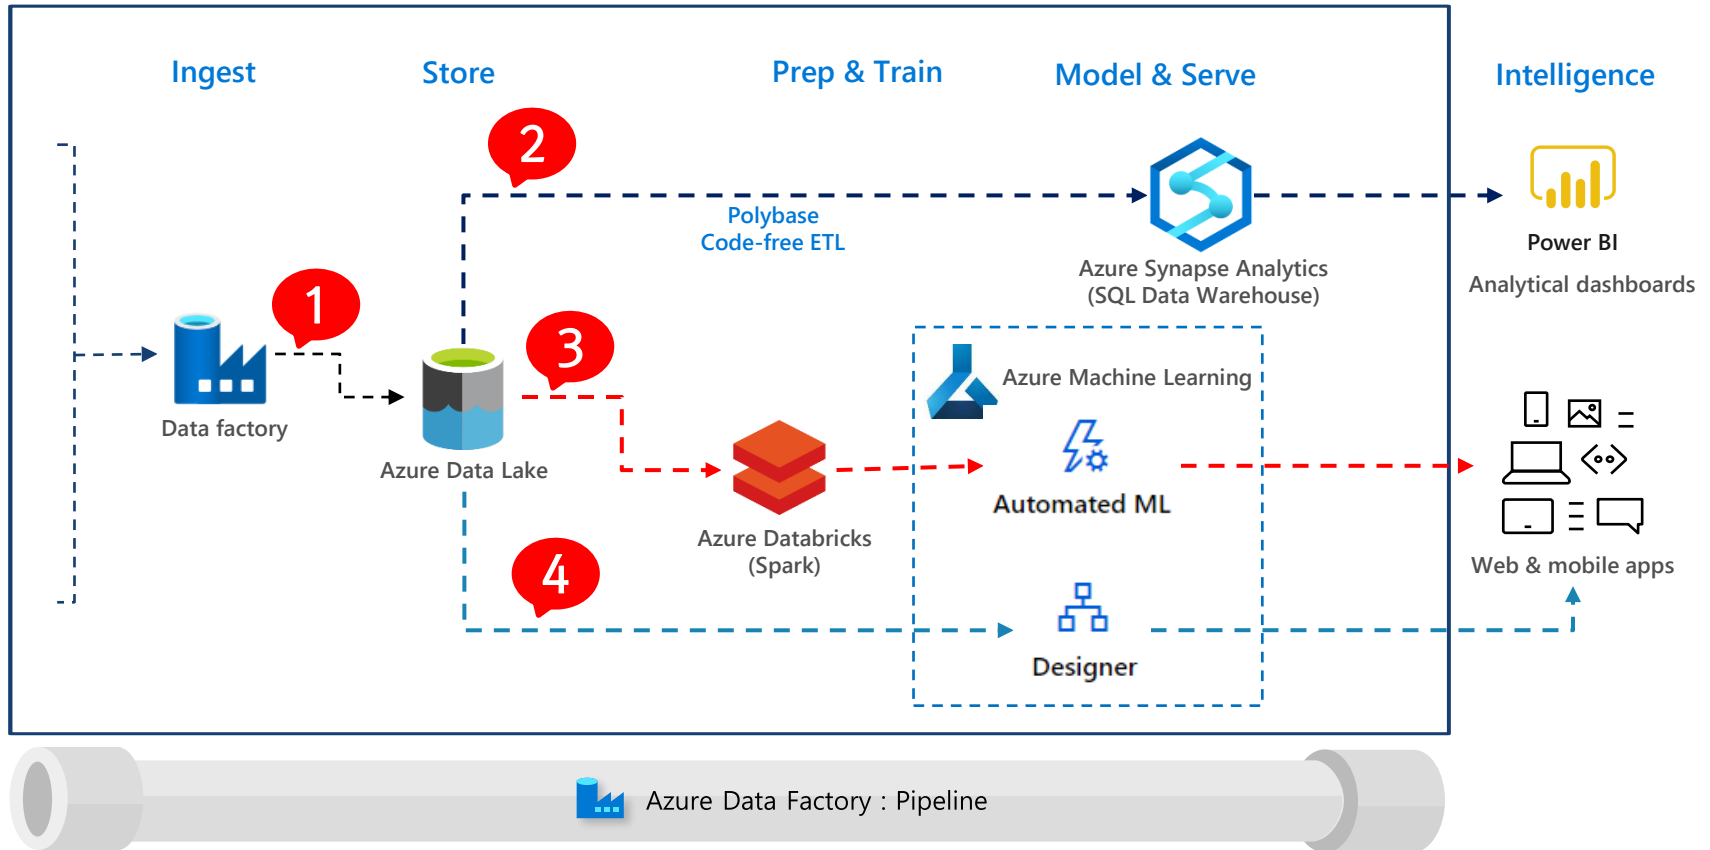 Ingest
Store
Prep & Train
Model & Serve
Intelligence
2
Polybase
Code-free ETL
Azure Synapse Analytics
(SQL Data Warehouse)
Power BI
Analytical dashboards
1
Data factory
3
Azure Data Lake
Azure Machine Learning
Automated ML
Azure Databricks
(Spark)
Web & mobile apps
4
Designer
Azure Data Factory : Pipeline